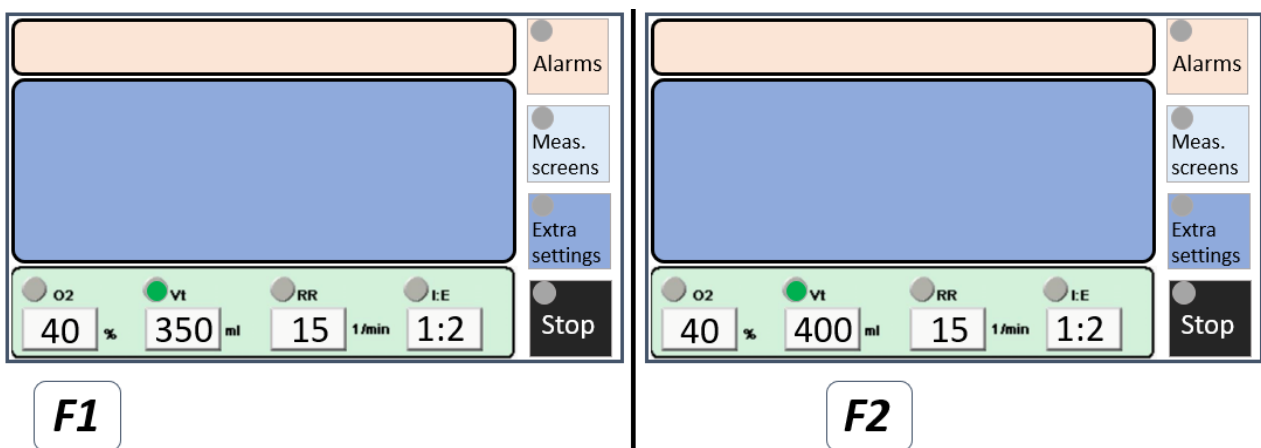 Alarms
Meas.
screens
Extra
settings
O2 Vt RR I:E
40 % 350 ml 15 1/min 1:2
Stop
F1
Alarms
Meas.
screens
Extra
settings
O2 Vt RR I:E
40 % 400 ml 15 1/min 1:2
Stop
F2